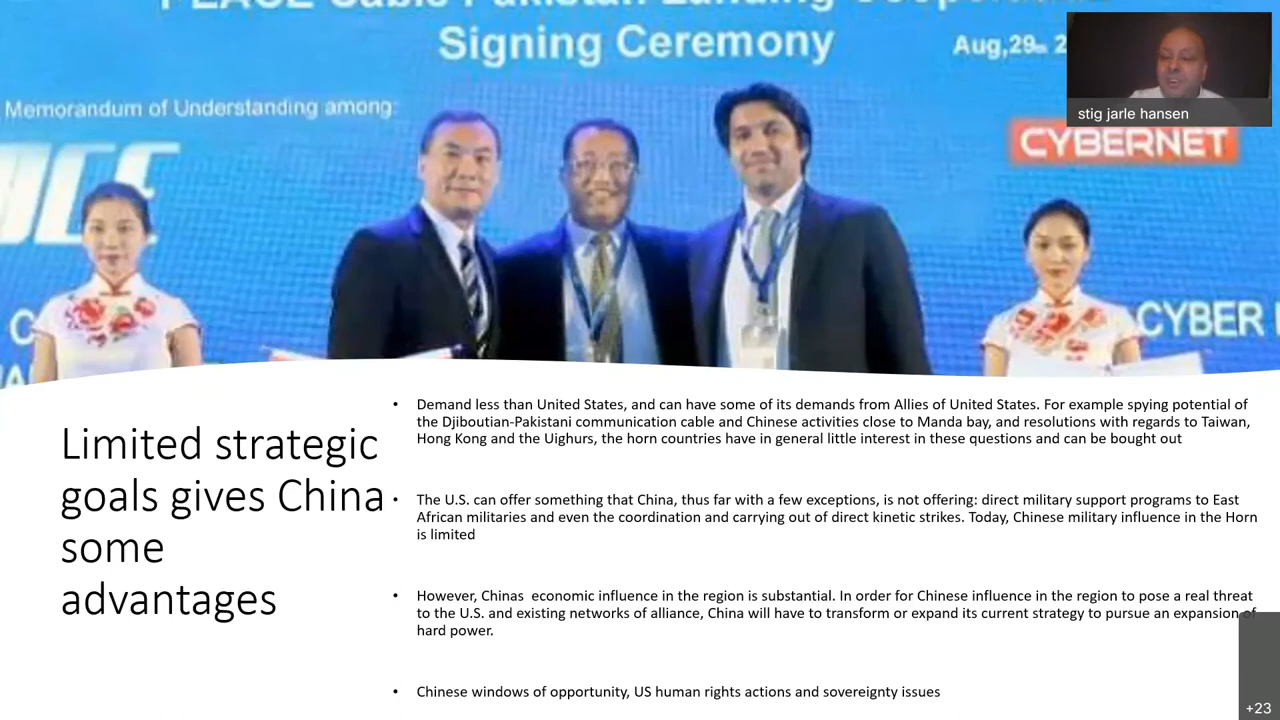 PEACE Cable Pakistan Landing
Signing Ceremony
Aug,29th 2
Memorandum of Understanding among:
CYBERNET
CYBER
stig jarle hansen
Limited strategic
goals gives China
some
advantages
• Demand less than United States, and can have some of its demands from Allies of United States. For example spying potential of
the Djiboutian-Pakistani communication cable and Chinese activities close to Manda bay, and resolutions with regards to Taiwan,
Hong Kong and the Uighurs, the horn countries have in general little interest in these questions and can be bought out
• The U.S. can offer something that China, thus far with a few exceptions, is not offering: direct military support programs to East
African militaries and even the coordination and carrying out of direct kinetic strikes. Today, Chinese military influence in the Horn
is limited
• However, Chinas  economic influence in the region is substantial. In order for Chinese influence in the region to pose a real threat
to the U.S. and existing networks of alliance, China will have to transform or expand its current strategy to pursue an expansion of
hard power.
• Chinese windows of opportunity, US human rights actions and sovereignty issues
+23